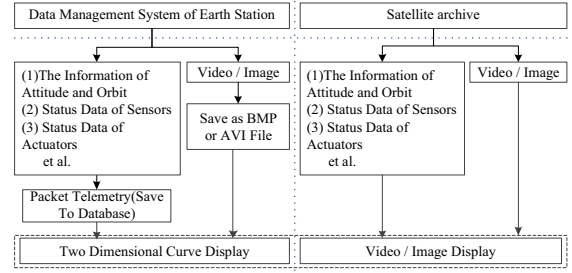 Data Management System of Earth Station
Satellite archive
(1)The Information of
Attitude and Orbit
(2) Status Data of Sensors
(3) Status Data of
Actuators
et al.
Video / Image
Save as BMP
or AVI File
Packet Telemetry(Save
To Database)
(1)The Information of
Attitude and Orbit
(2) Status Data of Sensors
(3) Status Data of
Actuators
et al.
Video / Image
Two Dimensional Curve Display
Video / Image Display